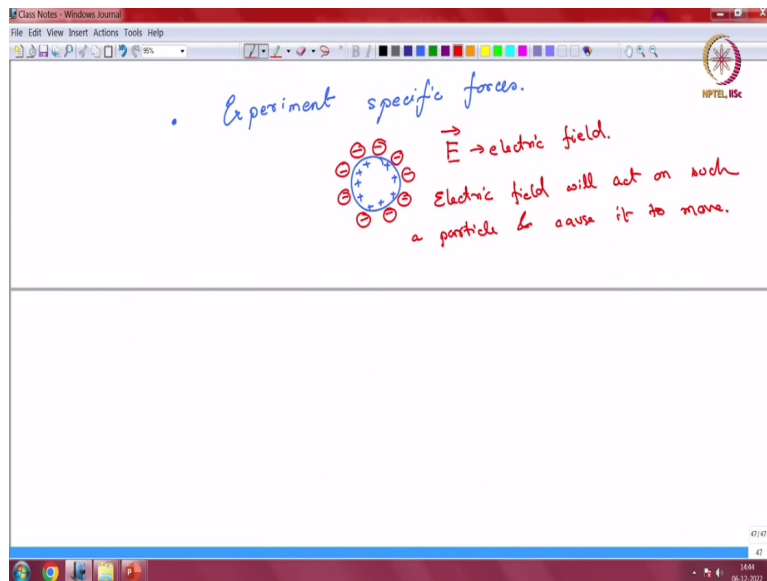 Class Notes - Windows Journal
File Edit View Insert Actions Tools Help
95%
NPTEL, IISc
• Experiment specific forces.
E → electric field.
Electric field will act on such
a particle & cause it to move.
47/47
47
14:44
06-12-2022